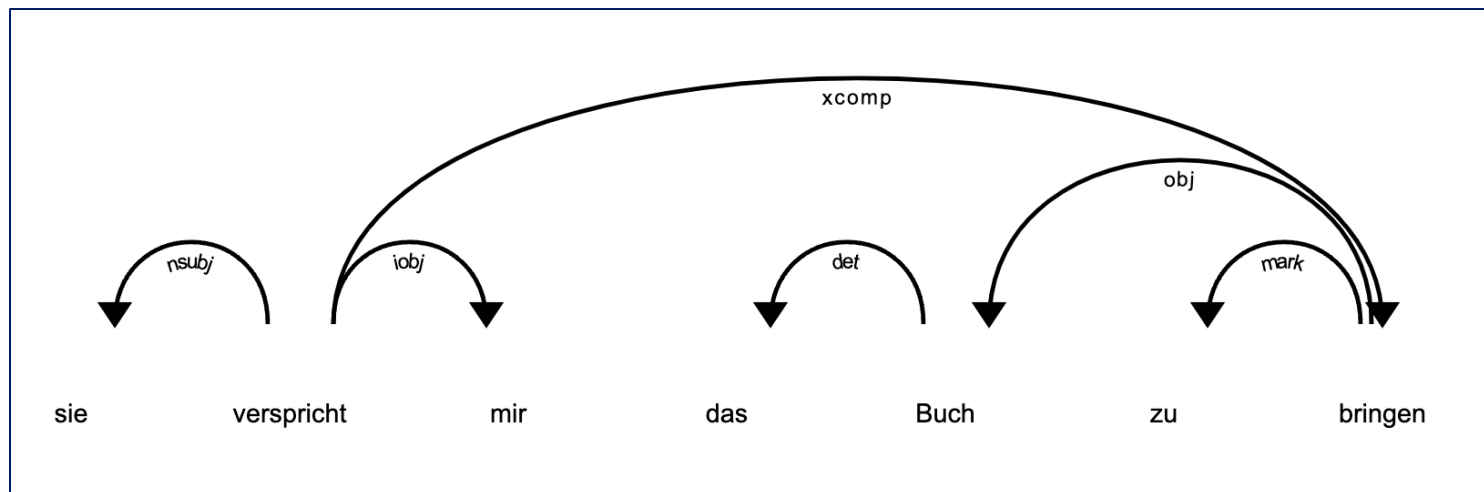 xcomp
obj
nsubj iobj det mark
sie verspricht mir das Buch zu bringen